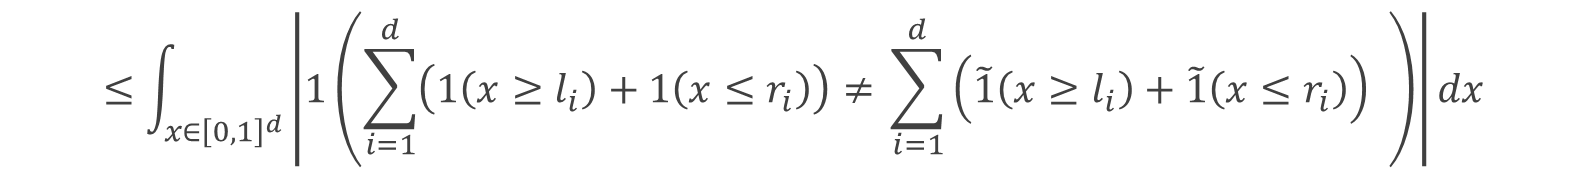 ≤ ∫_{x∈[0,1]^d} |1(∑_{i=1}^{d}(1(x ≥ l_i) + 1(x ≤ r_i)) ≠ ∑_{i=1}^{d}(1̃(x ≥ l_i) + 1̃(x ≤ r_i)))| dx